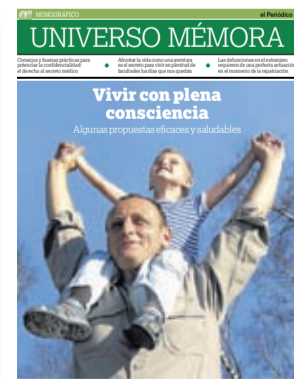 MONOGRÁFICO
el Periódico
UNIVERSO MÉMORA
Consejos y buenas prácticas para
potenciar la confidencialidad:
el derecho al secreto médico
Afrontar la vida como una aventura
es el secreto para vivir en plenitud de
facultades los días que nos quedan
Las defunciones en el extranjero
requieren de una perfecta actuación
en el momento de la repatriación
Vivir con plena
consciencia
Algunas propuestas eficaces y saludables